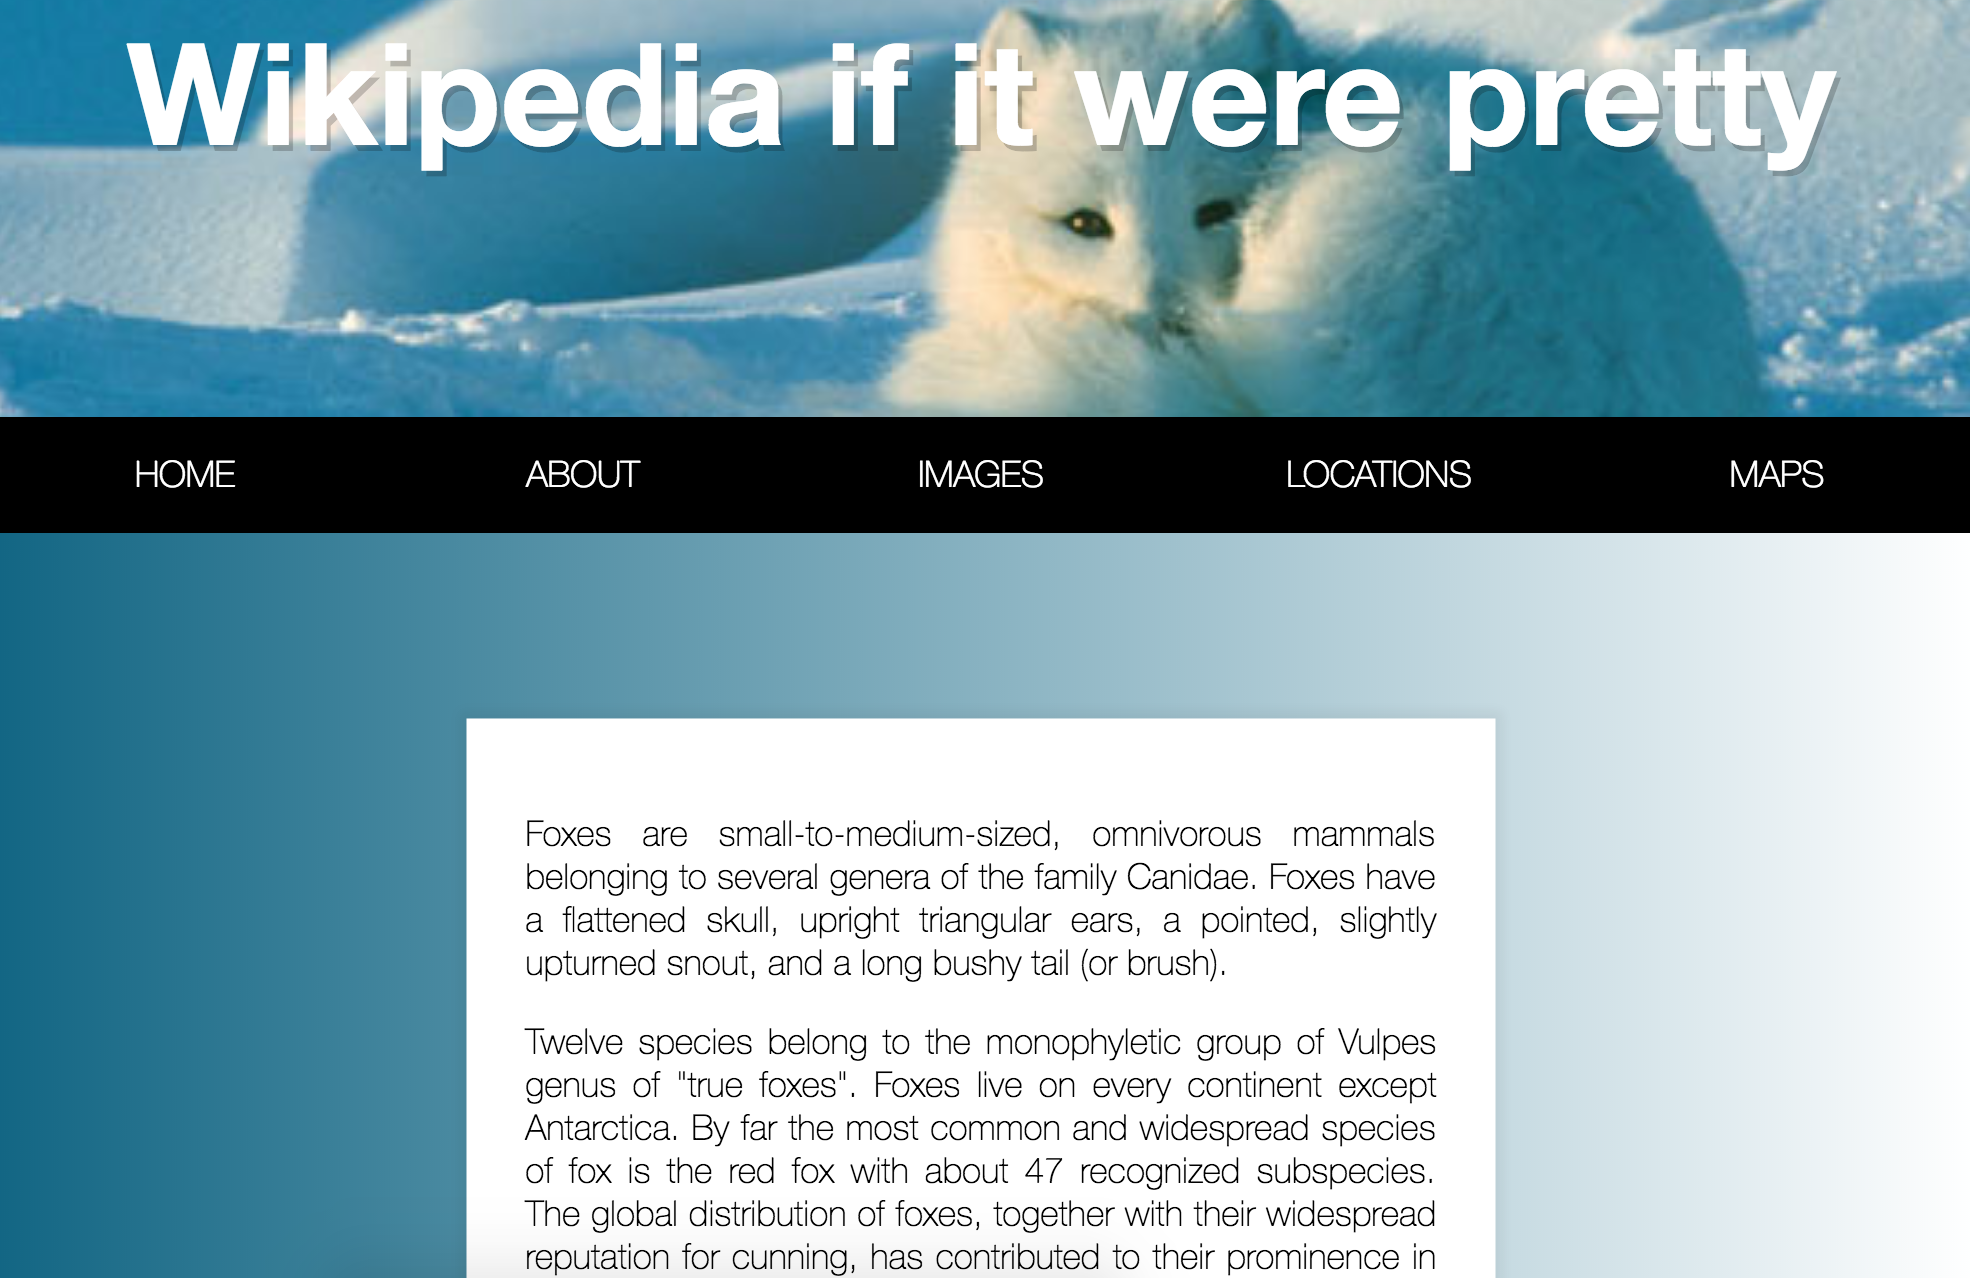 Wikipedia if it were pretty
HOME ABOUT IMAGES LOCATIONS MAPS
Foxes are small-to-medium-sized, omnivorous mammals
belonging to several genera of the family Canidae. Foxes have
a flattened skull, upright triangular ears, a pointed, slightly
upturned snout, and a long bushy tail (or brush).
Twelve species belong to the monophyletic group of Vulpes
genus of "true foxes". Foxes live on every continent except
Antarctica. By far the most common and widespread species
of fox is the red fox with about 47 recognized subspecies.
The global distribution of foxes, together with their widespread
reputation for cunning, has contributed to their prominence in